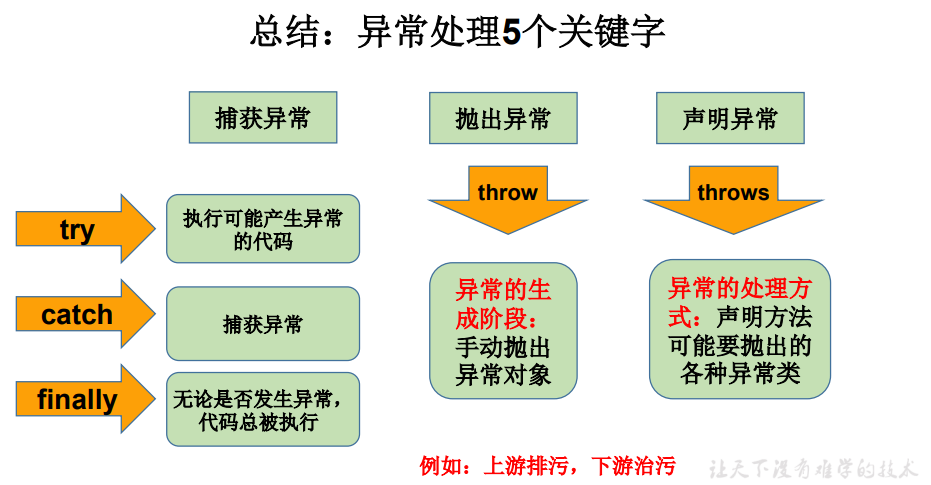 总结：异常处理5个关键字
捕获异常
抛出异常
声明异常
throw
throws
try
执行可能产生异常
的代码
catch
捕获异常
finally
无论是否发生异常，
代码总被执行
异常的生
成阶段：
手动抛出
异常对象
异常的处理方
式：声明方法
可能要抛出的
各种异常类
例如：上游排污，下游治污
让天下没有难学的技术